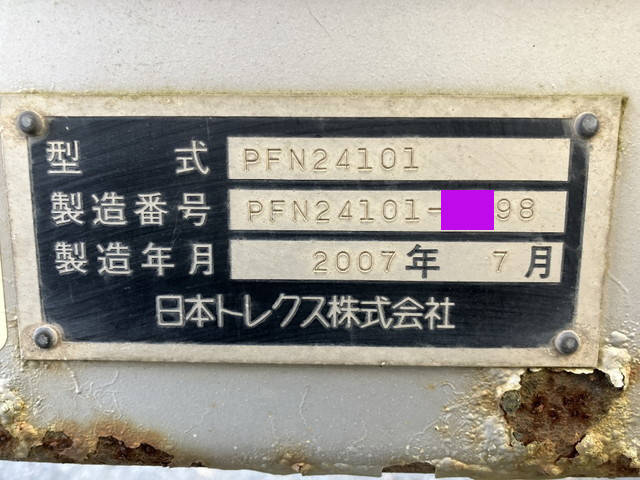 型式 PFN24101
製造番号 PFN24101-98
製造年月 2007年 7月
日本トレクス株式会社